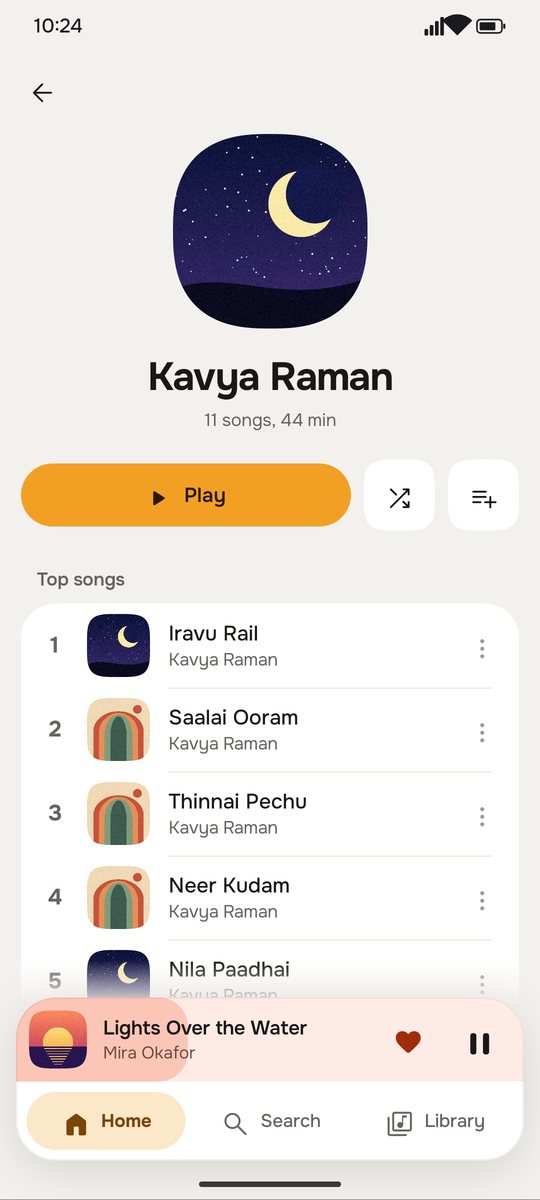 10:24
Kavya Raman
11 songs, 44 min
Play
Top songs
1
Iravu Rail
Kavya Raman
2
Saalai Ooram
Kavya Raman
3
Thinnai Pechu
Kavya Raman
4
Neer Kudam
Kavya Raman
5
Nila Paadhai
Kavya Raman
Lights Over the Water
Mira Okafor
Home
Search
Library